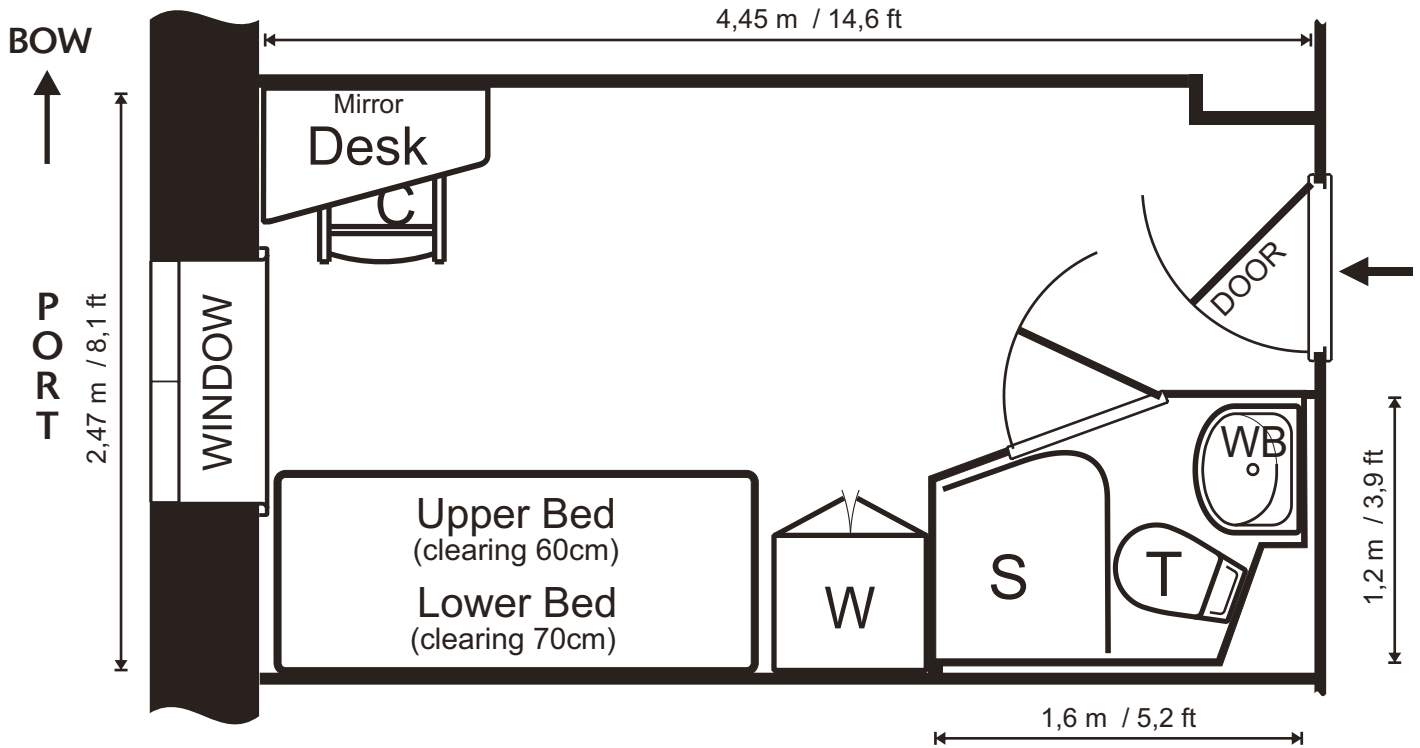 4,45 m / 14,6 ft
BOW
Mirror
Desk
C
DOOR
PORT
2,47 m / 8,1 ft
WINDOW
WB
Upper Bed
(clearing 60cm)
Lower Bed
(clearing 70cm)
W
S
T
1,2 m / 3,9 ft
1,6 m / 5,2 ft